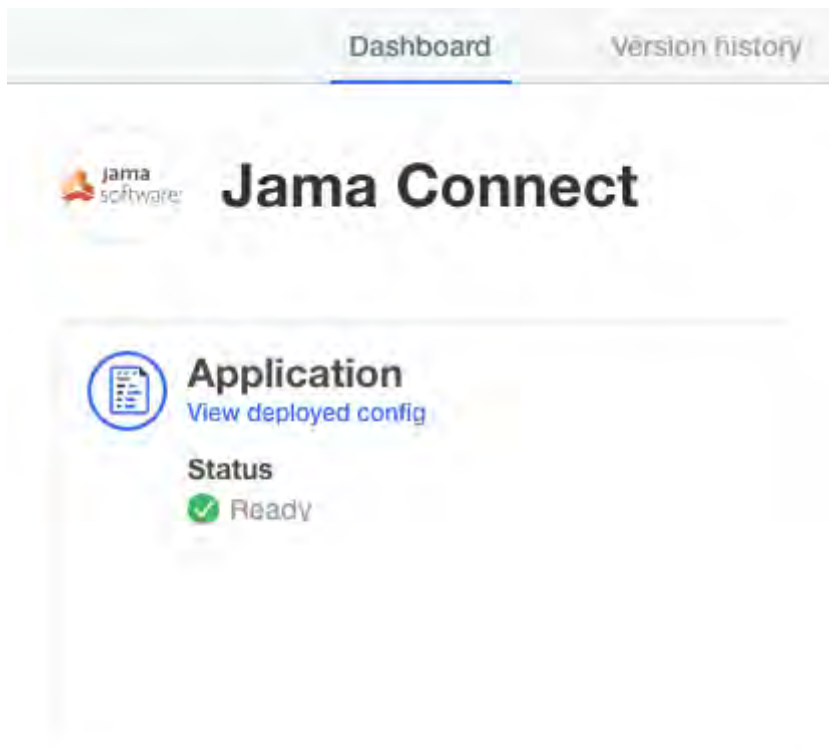 Dashboard Version history
jama
software
Jama Connect
Application
View deployed config
Status
Ready